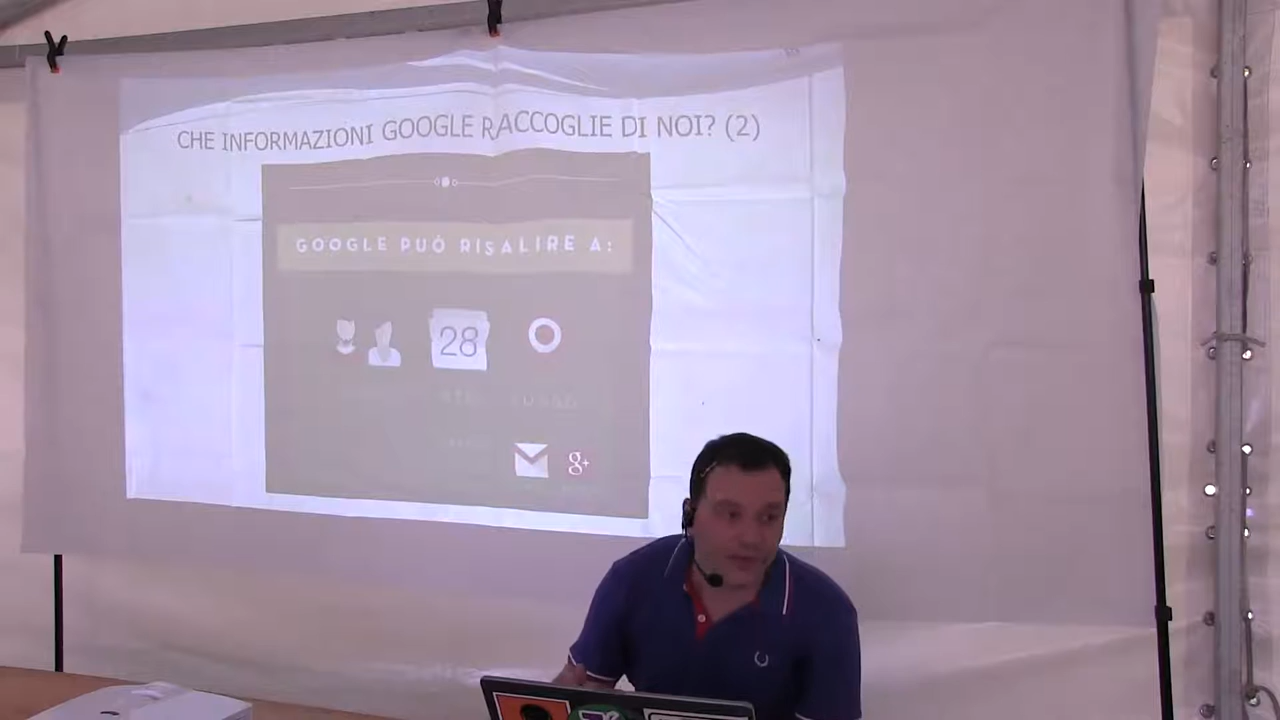 CHE INFORMAZIONI GOOGLE RACCOGLIE DI NOI? (2)
GOOGLE PUÒ RISALIRE A:
28
g+